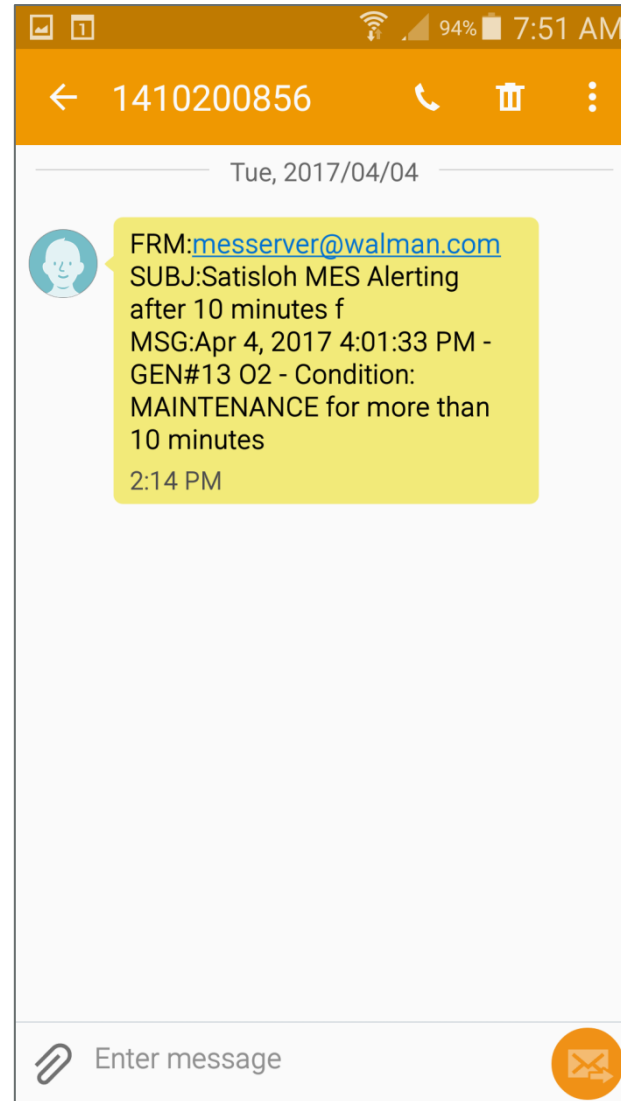 1
94% 7:51 AM
1410200856
Tue, 2017/04/04
FRM:messerver@walman.com
SUBJ:Satisloh MES Alerting
after 10 minutes f
MSG:Apr 4, 2017 4:01:33 PM -
GEN#13 O2 - Condition:
MAINTENANCE for more than
10 minutes
2:14 PM
Enter message